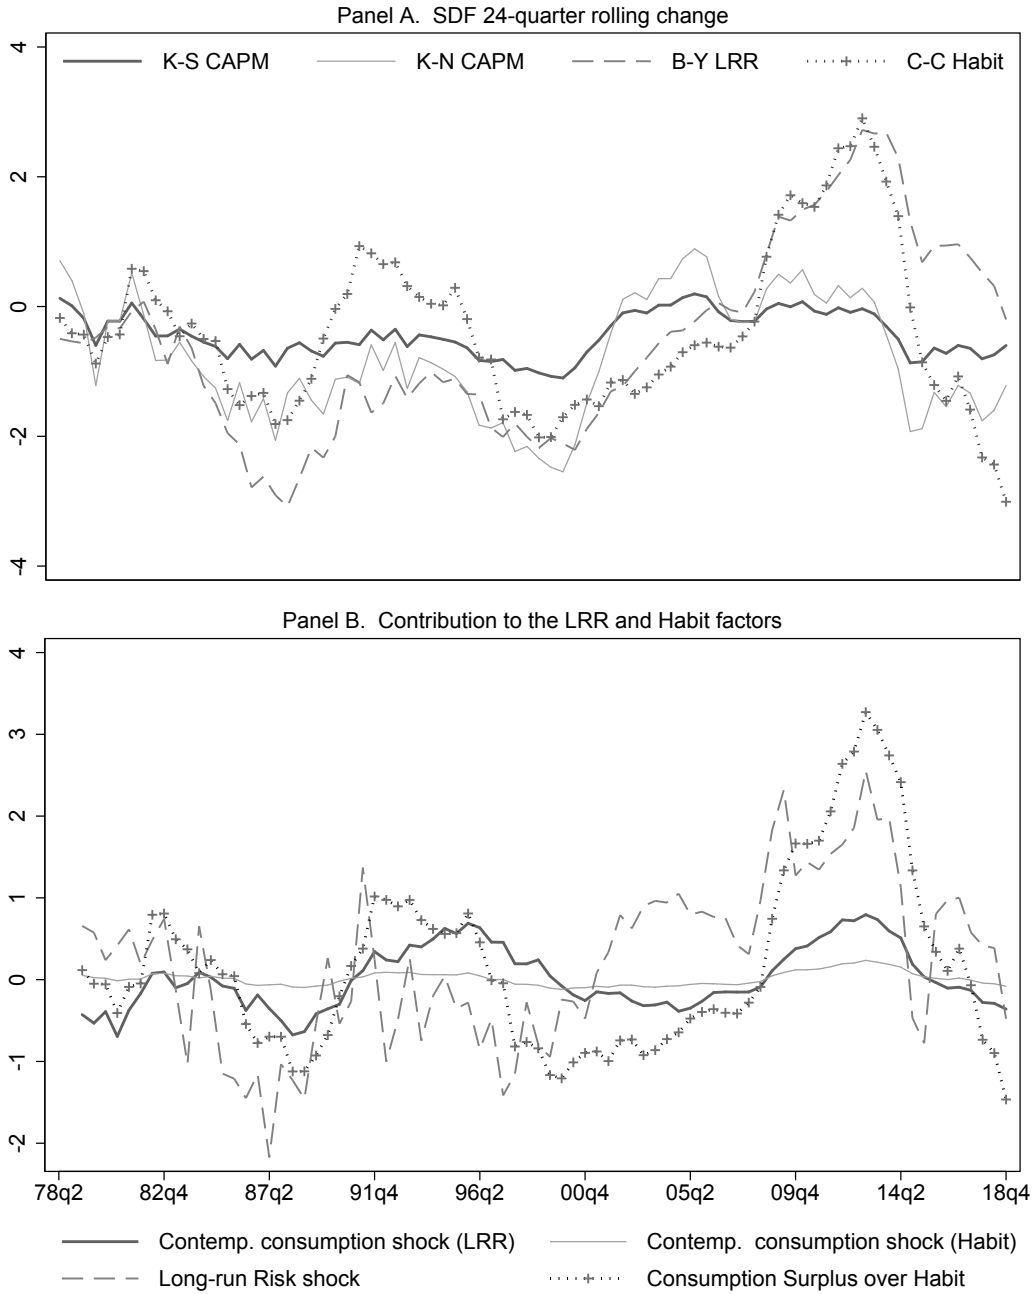 Panel A. SDF 24-quarter rolling change
K-S CAPM K-N CAPM B-Y LRR C-C Habit
4
2
0
-2
-4
Panel B. Contribution to the LRR and Habit factors
4
3
2
1
0
-1
-2
78q2 82q4 87q2 91q4 96q2 00q4 05q2 09q4 14q2 18q4
Contemp. consumption shock (LRR) Contemp. consumption shock (Habit)
Long-run Risk shock Consumption Surplus over Habit